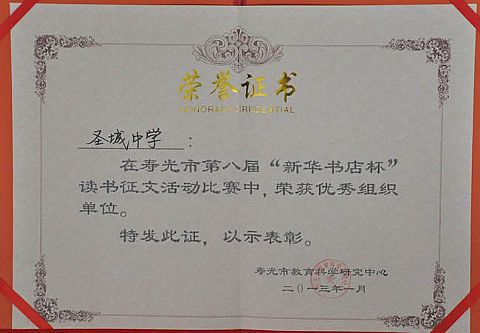 荣誉证书
HONORARY CREDENTIAL
圣城中学：
在寿光市第八届“新华书店杯”
读书征文活动比赛中，荣获优秀组织
单位。
特发此证，以示表彰。
寿光市教育科学研究中心
二〇一三年一月